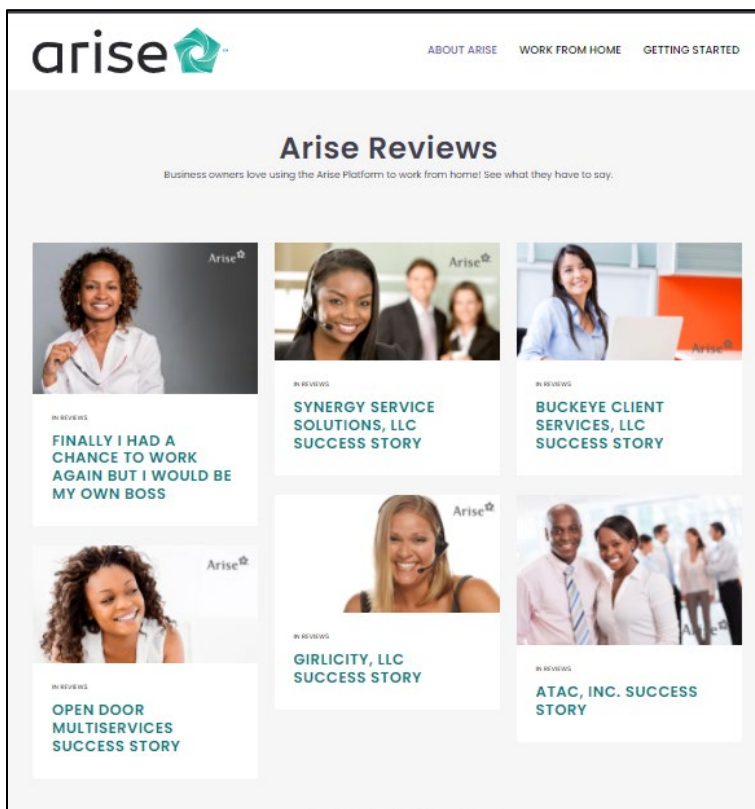 arise
ABOUT ARISE WORK FROM HOME GETTING STARTED
Arise Reviews
Business owners love using the Arise Platform to work from home! See what they have to say.
Arise
IN REVIEWS
FINALLY I HAD A
CHANCE TO WORK
AGAIN BUT I WOULD BE
MY OWN BOSS
Arise
IN REVIEWS
SYNERGY SERVICE
SOLUTIONS, LLC
SUCCESS STORY
Arise
IN REVIEWS
BUCKEYE CLIENT
SERVICES, LLC
SUCCESS STORY
Arise
IN REVIEWS
OPEN DOOR
MULTISERVICES
SUCCESS STORY
Arise
IN REVIEWS
GIRLICITY, LLC
SUCCESS STORY
Arise
IN REVIEWS
ATAC, INC. SUCCESS
STORY